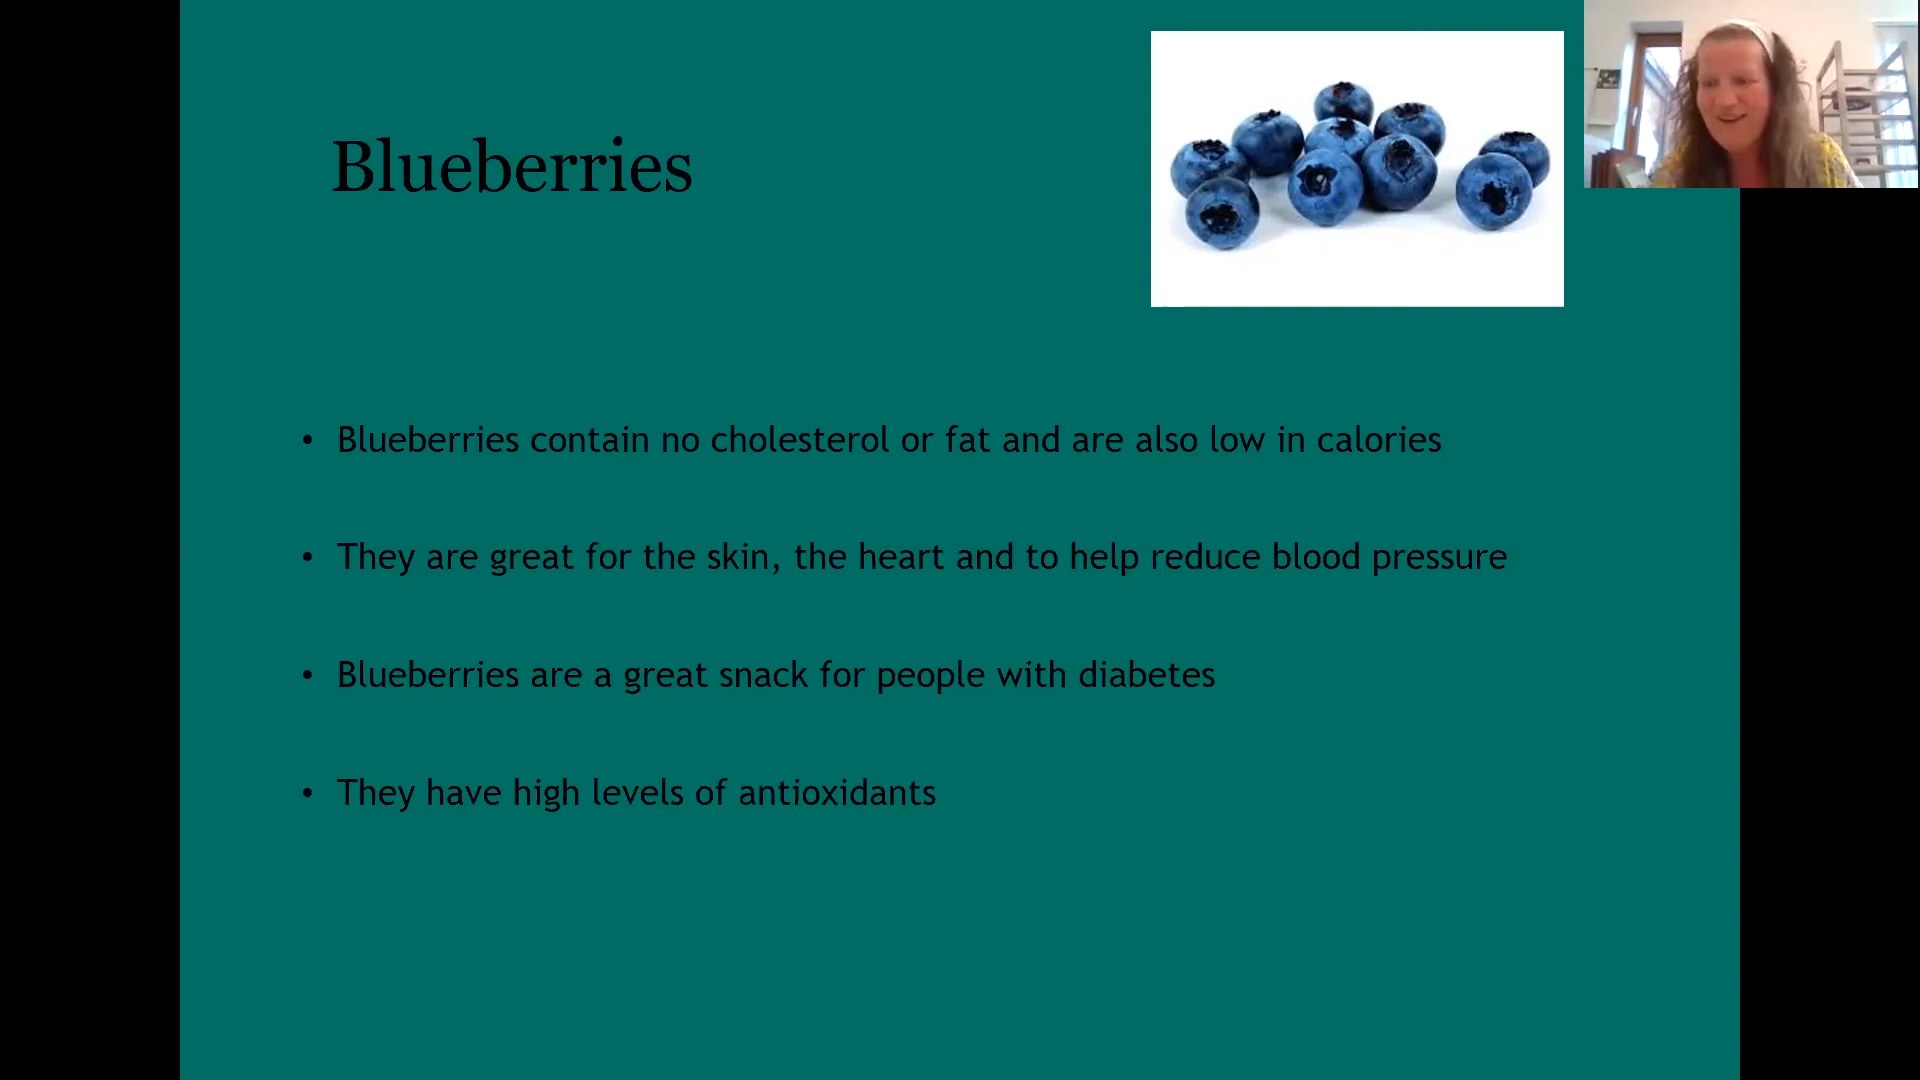 Blueberries
• Blueberries contain no cholesterol or fat and are also low in calories
• They are great for the skin, the heart and to help reduce blood pressure
• Blueberries are a great snack for people with diabetes
• They have high levels of antioxidants